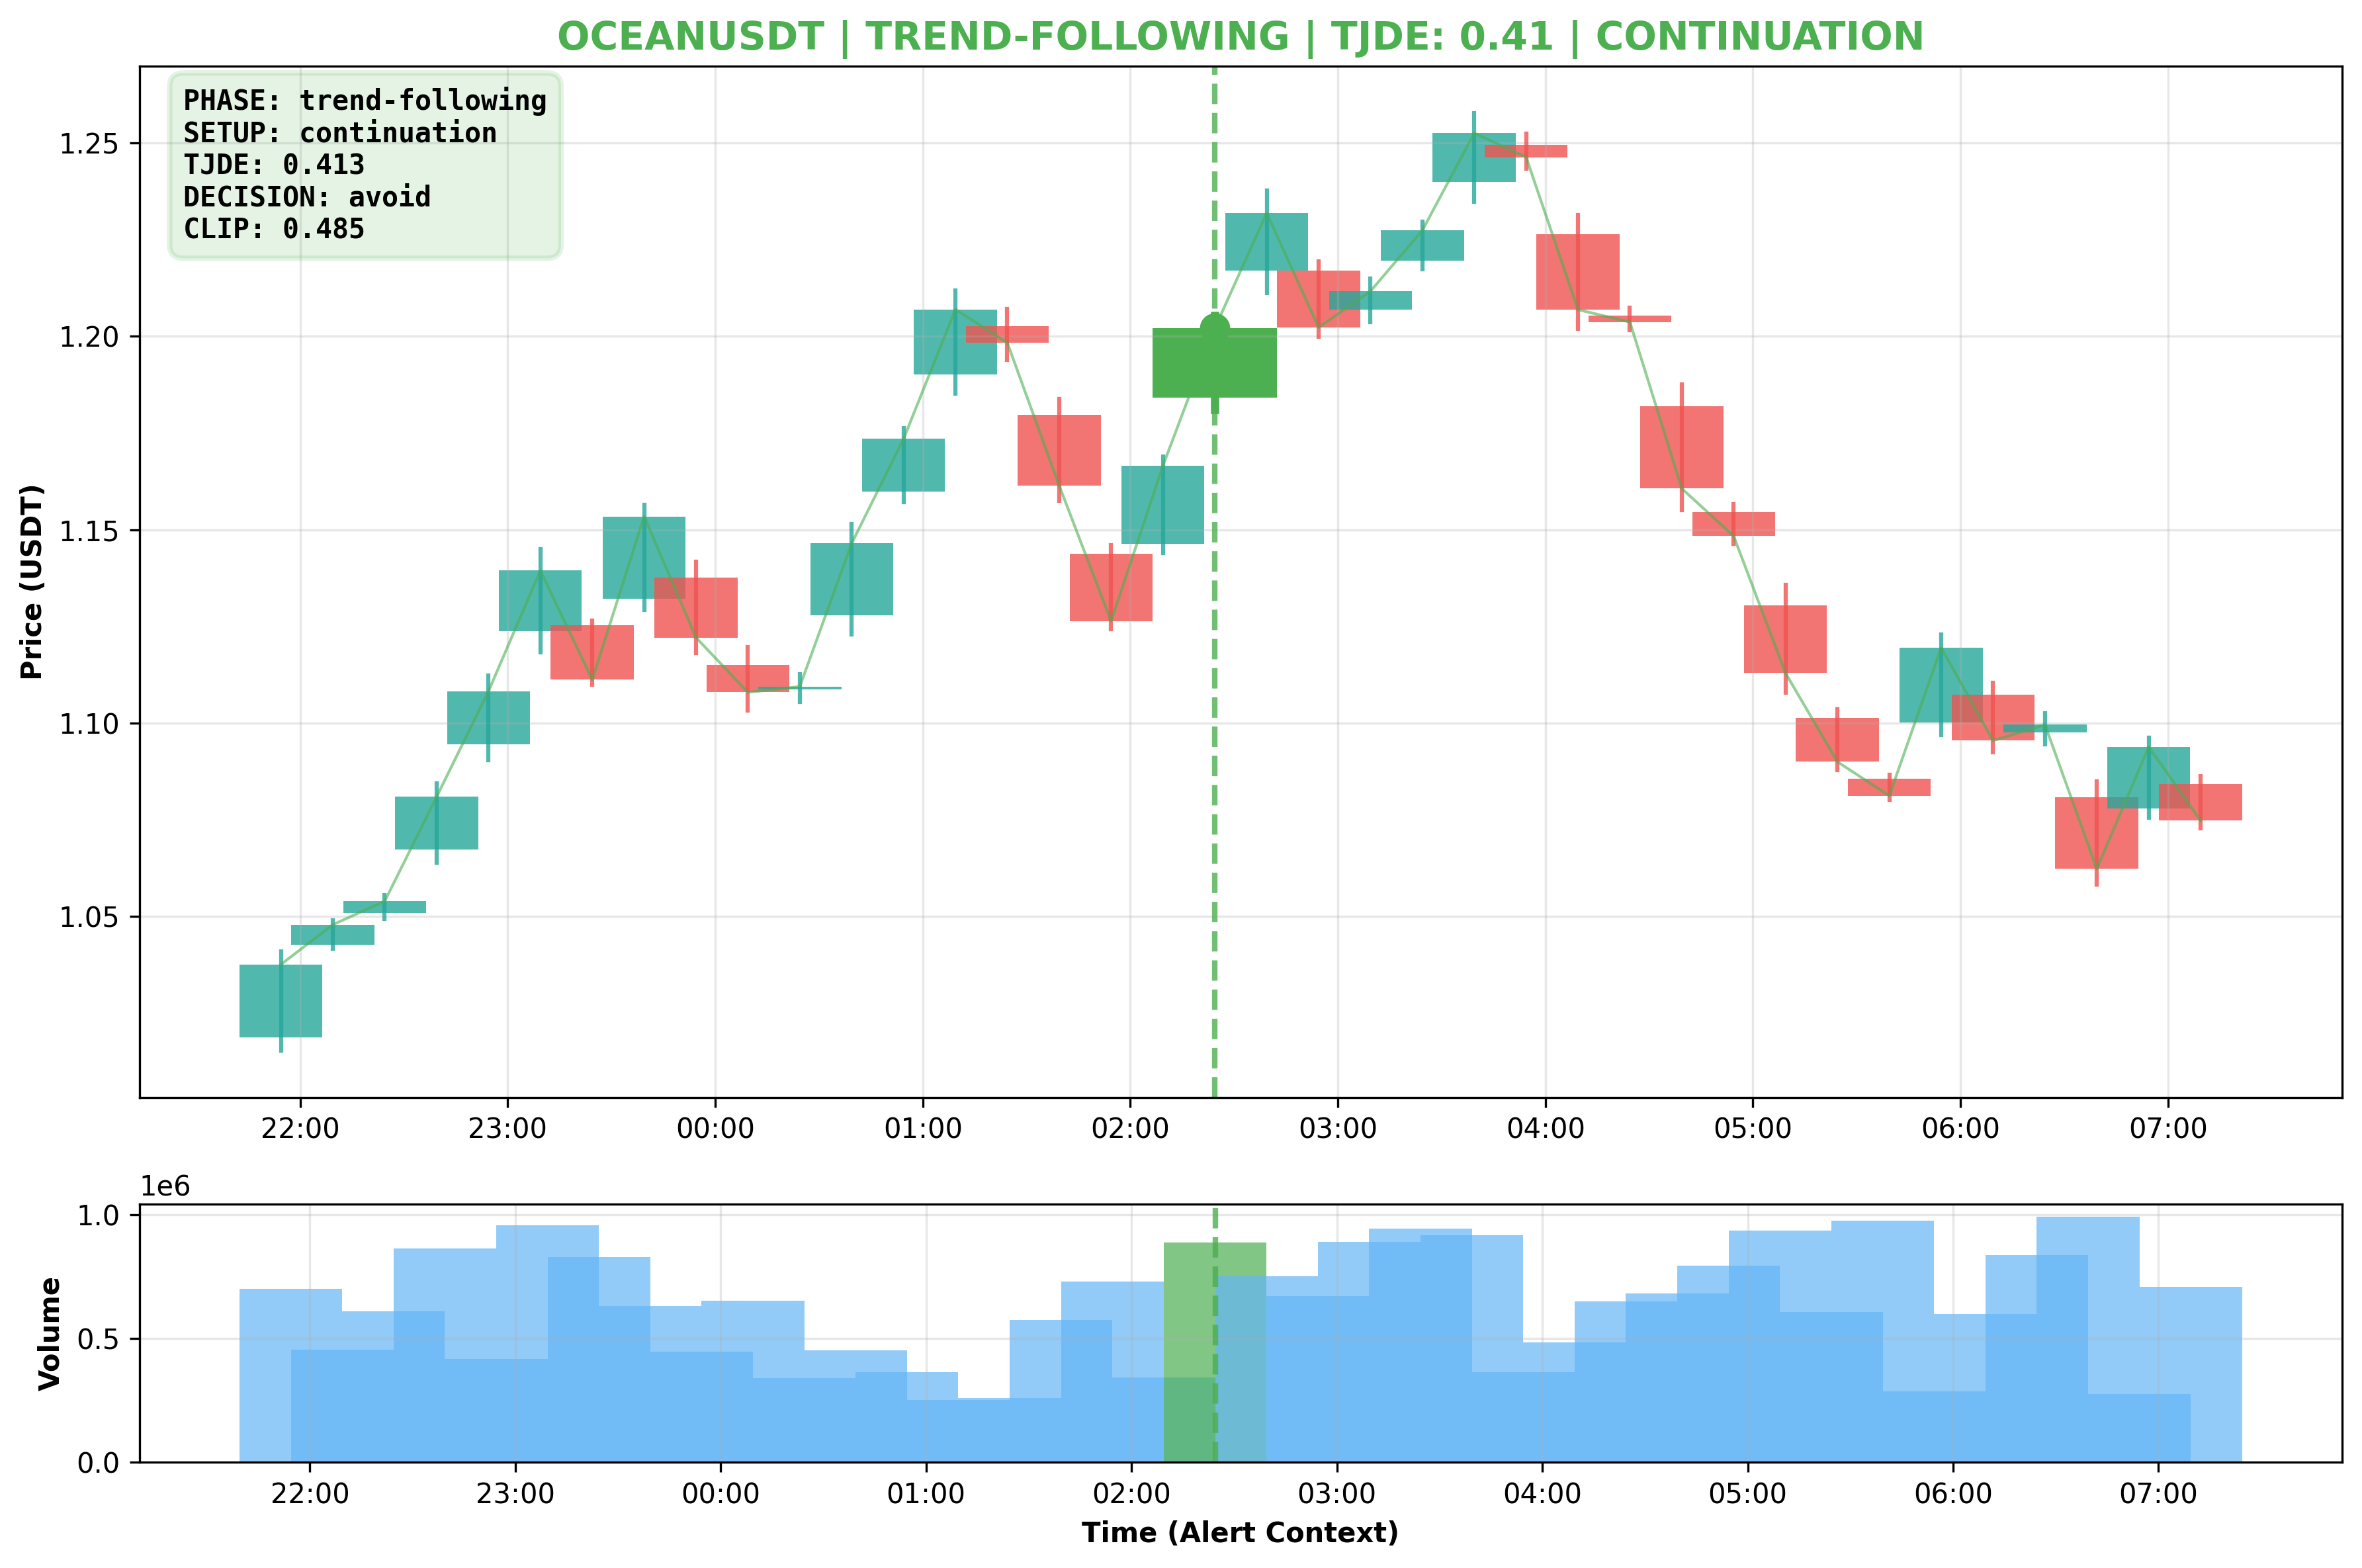 OCEANUSDT | TREND-FOLLOWING | TJDE: 0.41 | CONTINUATION
PHASE: trend-following
SETUP: continuation
TJDE: 0.413
DECISION: avoid
CLIP: 0.485
Price (USDT)
1.25
1.20
1.15
1.10
1.05
22:00 23:00 00:00 01:00 02:00 03:00 04:00 05:00 06:00 07:00
1e6
Volume
1.0
0.5
0.0
22:00 23:00 00:00 01:00 02:00 03:00 04:00 05:00 06:00 07:00
Time (Alert Context)